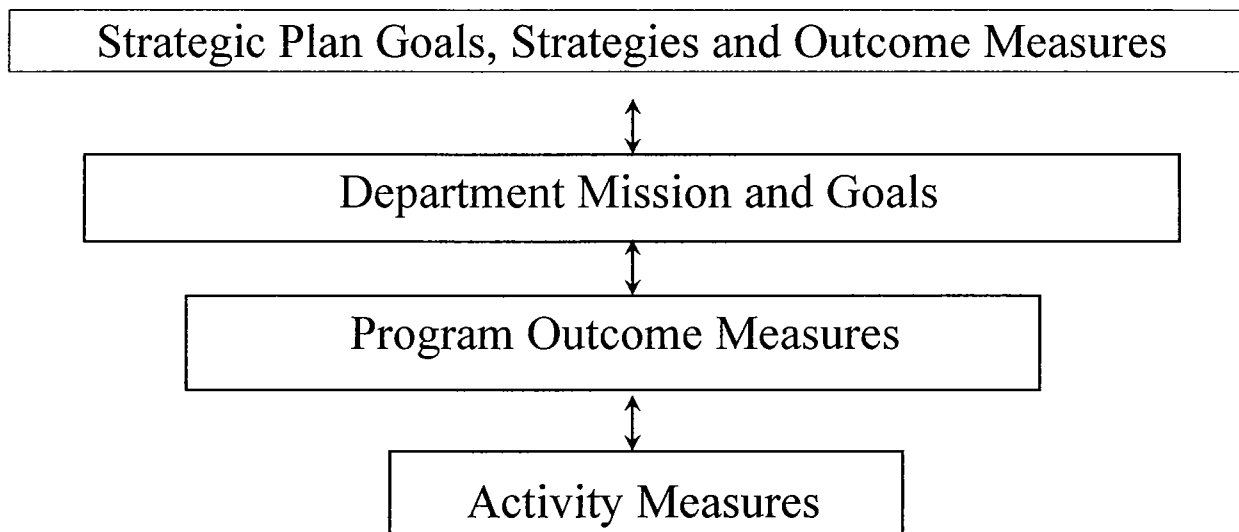 Strategic Plan Goals, Strategies and Outcome Measures
Department Mission and Goals
Program Outcome Measures
Activity Measures